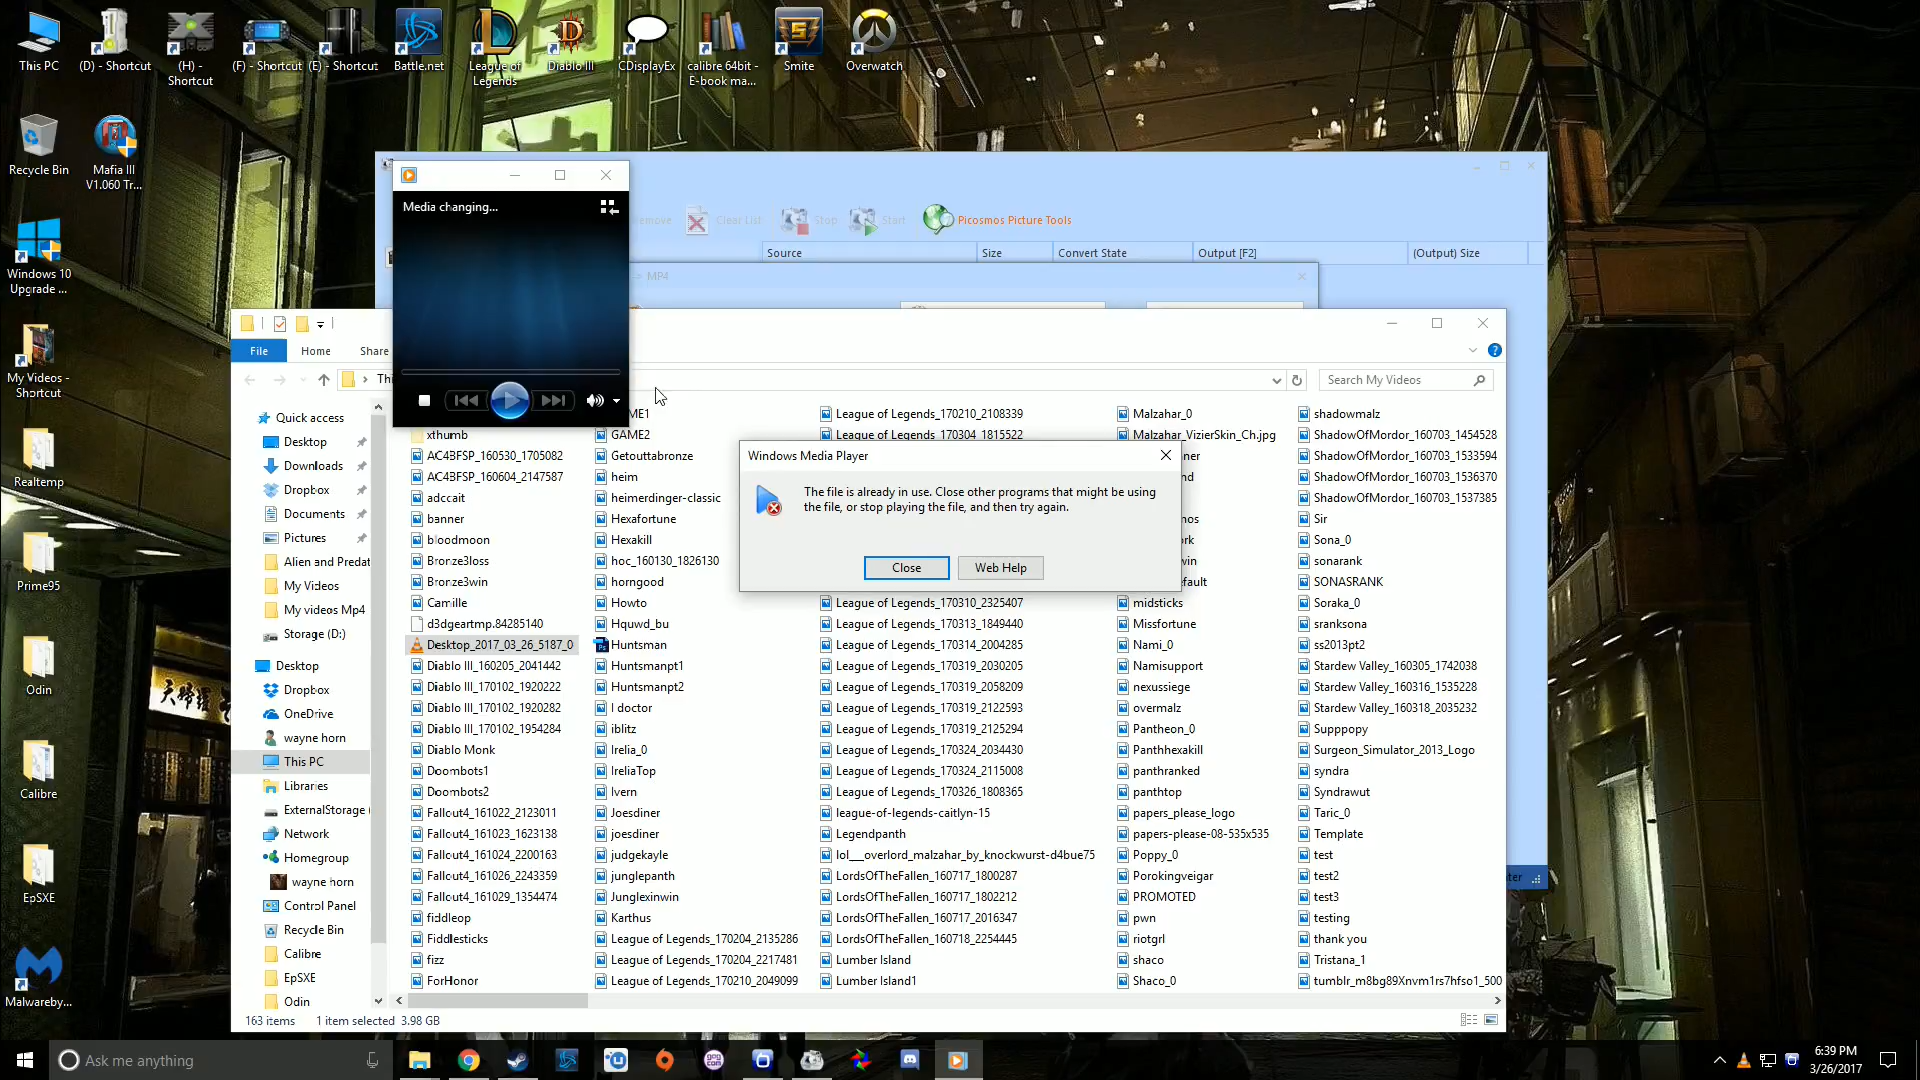 This PC
(D) - Shortcut
(H) -
Shortcut
(F) - Shortcut
(E) - Shortcut
Battle.net
League of
Legends
Diablo III
CDisplayEx
calibre 64bit -
E-book ma...
Smite
Overwatch
Recycle Bin
Mafia III
V1.060 Tr...
Windows 10
Upgrade ...
My Videos -
Shortcut
Realtemp
Prime95
Odin
Calibre
EpSXE
Malwareby...
Media changing...
Clear List
Stop
Start
Picosmos Picture Tools
Source
Size
Convert State
Output [F2]
(Output) Size
MP4
File
Home
Share
Search My Videos
Quick access
Desktop
Downloads
Dropbox
Documents
Pictures
Alien and Predat
My Videos
My videos Mp4
Storage (D:)
Desktop
Dropbox
OneDrive
wayne horn
This PC
Libraries
ExternalStorage (
Network
Homegroup
wayne horn
Control Panel
Recycle Bin
Calibre
EpSXE
Odin
xthumb
AC4BFSP_160530_1705082
AC4BFSP_160604_2147587
adccait
banner
bloodmoon
Bronze3loss
Bronze3win
Camille
d3dgeartmp.84285140
Desktop_2017_03_26_5187_0
Diablo III_160205_2041442
Diablo III_170102_1920222
Diablo III_170102_1920282
Diablo III_170102_1954284
Diablo Monk
Doombots1
Doombots2
Fallout4_161022_2123011
Fallout4_161023_1623138
Fallout4_161024_2200163
Fallout4_161026_2243359
Fallout4_161029_1354474
fiddleop
Fiddlesticks
fizz
ForHonor
ME1
GAME2
Getouttabronze
heim
heimerdinger-classic
Hexafortune
Hexakill
hoc_160130_1826130
horngood
Howto
Hquwd_bu
Huntsman
Huntsmanpt1
Huntsmanpt2
I doctor
iblitz
Irelia_0
IreliaTop
Ivern
Joesdiner
joesdiner
judgekayle
junglepanth
Junglexinwin
Karthus
League of Legends_170204_2135286
League of Legends_170204_2217481
League of Legends_170210_2049099
League of Legends_170210_2108339
League of Legends_170304_1815522
League of Legends_170310_2325407
League of Legends_170313_1849440
League of Legends_170314_2004285
League of Legends_170319_2030205
League of Legends_170319_2058209
League of Legends_170319_2122593
League of Legends_170319_2125294
League of Legends_170324_2034430
League of Legends_170324_2115008
League of Legends_170326_1808365
league-of-legends-caitlyn-15
Legendpanth
lol___overlord_malzahar_by_knockwurst-d4bue75
LordsOfTheFallen_160717_1800287
LordsOfTheFallen_160717_1802212
LordsOfTheFallen_160717_2016347
LordsOfTheFallen_160718_2254445
Lumber Island
Lumber Island1
Malzahar_0
Malzahar_VizierSkin_Ch.jpg
midsticks
Missfortune
Nami_0
Namisupport
nexussiege
overmalz
Pantheon_0
Panthhexakill
panthranked
panthtop
papers_please_logo
papers-please-08-535x535
Poppy_0
Porokingveigar
PROMOTED
pwn
riotgrl
shaco
Shaco_0
shadowmalz
ShadowOfMordor_160703_1454528
ShadowOfMordor_160703_1533594
ShadowOfMordor_160703_1536370
ShadowOfMordor_160703_1537385
Sir
Sona_0
sonarank
SONASRANK
Soraka_0
sranksona
ss2013pt2
Stardew Valley_160305_1742038
Stardew Valley_160316_1535228
Stardew Valley_160318_2035232
Supppopy
Surgeon_Simulator_2013_Logo
syndra
Syndrawut
Taric_0
Template
test
test2
test3
testing
thank you
Tristana_1
tumblr_m8bg89Xnvm1rs7hfso1_500
Windows Media Player
The file is already in use. Close other programs that might be using
the file, or stop playing the file, and then try again.
Close
Web Help
163 items
1 item selected 3.98 GB
Ask me anything
6:39 PM
3/26/2017